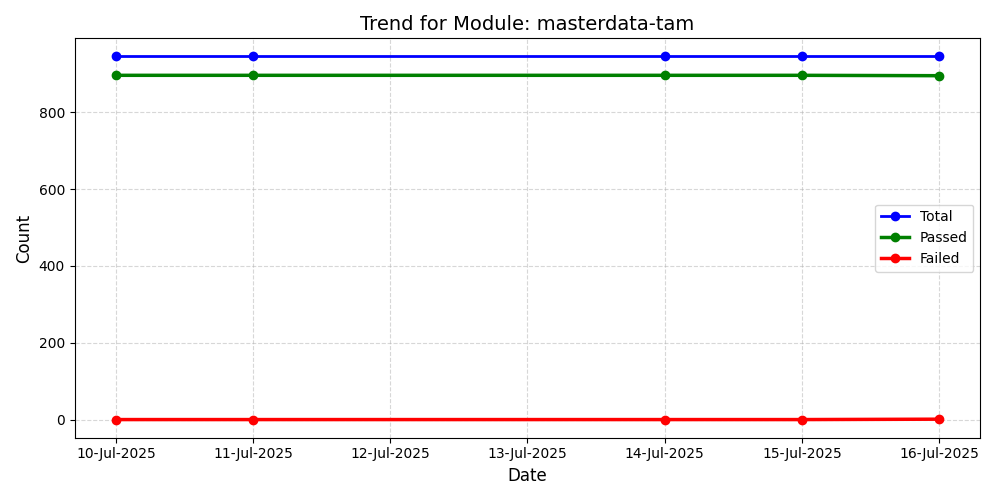 Trend for Module: masterdata-tam
Count
800
600
400
200
0
Total
Passed
Failed
10-Jul-2025
11-Jul-2025
12-Jul-2025
13-Jul-2025
14-Jul-2025
15-Jul-2025
16-Jul-2025
Date